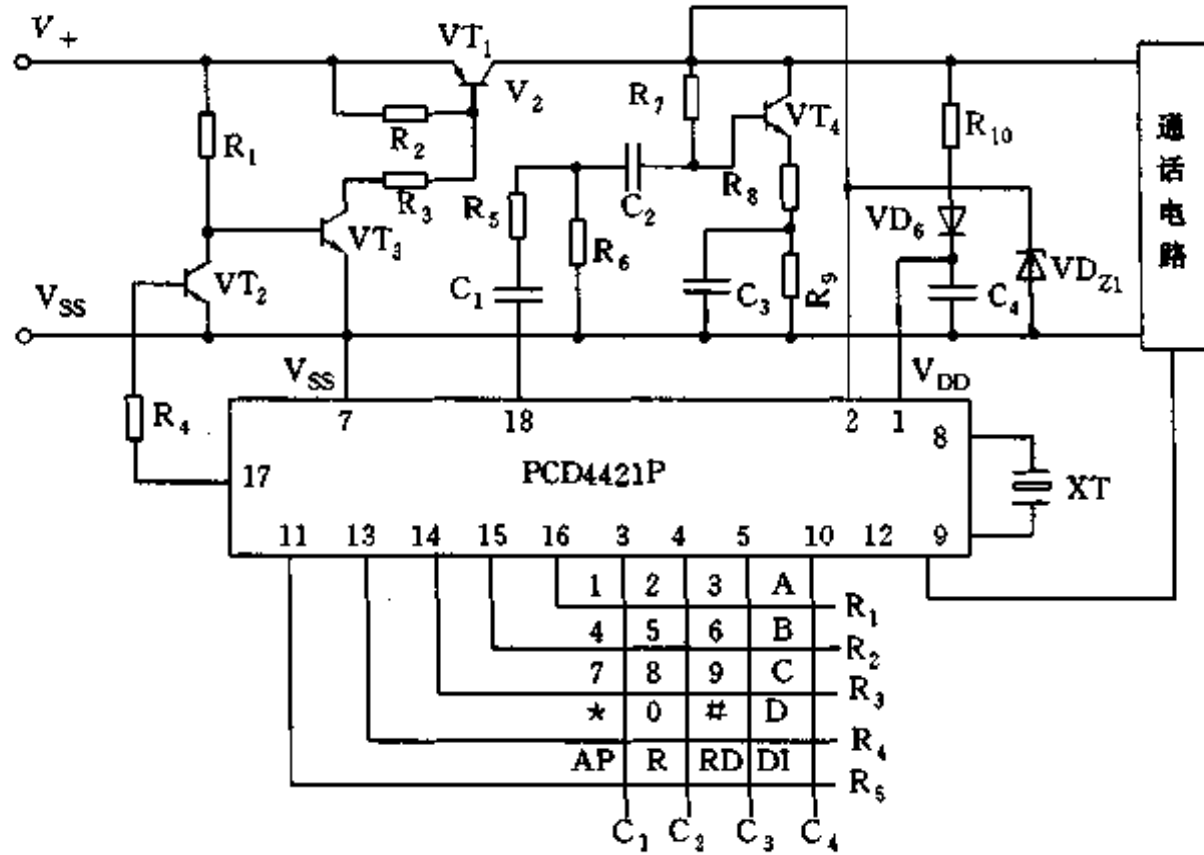 V+
VT1
V2
R1
R2
R3
VT3
VT2
VSS
R4
R5
C1
R6
C2
R7
VT4
R8
C3
R9
R10
VD6
C4
VDZ1
通话电路
VSS
VDD
7
18
2
1
8
17
PCD4421P
XT
11 13 14 15 16 3 4 5 10 12 9
1 2 3 A
R1
4 5 6 B
R2
7 8 9 C
R3
* 0 # D
R4
AP R RD DI
R5
C1 C2 C3 C4